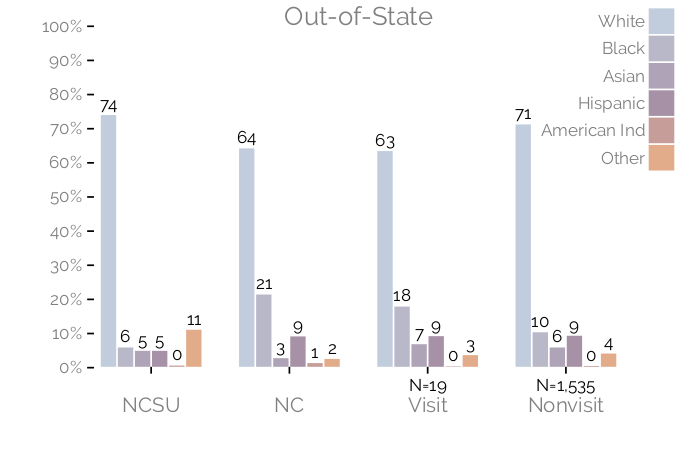 Out-of-State
White
Black
Asian
Hispanic
American Ind
Other
100%
90%
80%
70%
60%
50%
40%
30%
20%
10%
0%
74
6
5
5
0
11
64
21
3
9
1
2
63
18
7
9
0
3
71
10
6
9
0
4
N=19
N=1,535
NCSU
NC
Visit
Nonvisit